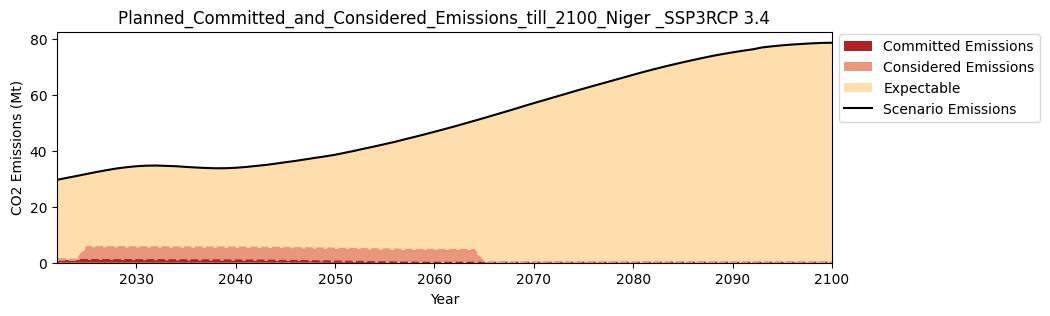 Planned_Committed_and_Considered_Emissions_till_2100_Niger _SSP3RCP 3.4
CO2 Emissions (Mt)
80
60
40
20
0
2030 2040 2050 2060 2070 2080 2090 2100
Year
Committed Emissions
Considered Emissions
Expectable
Scenario Emissions